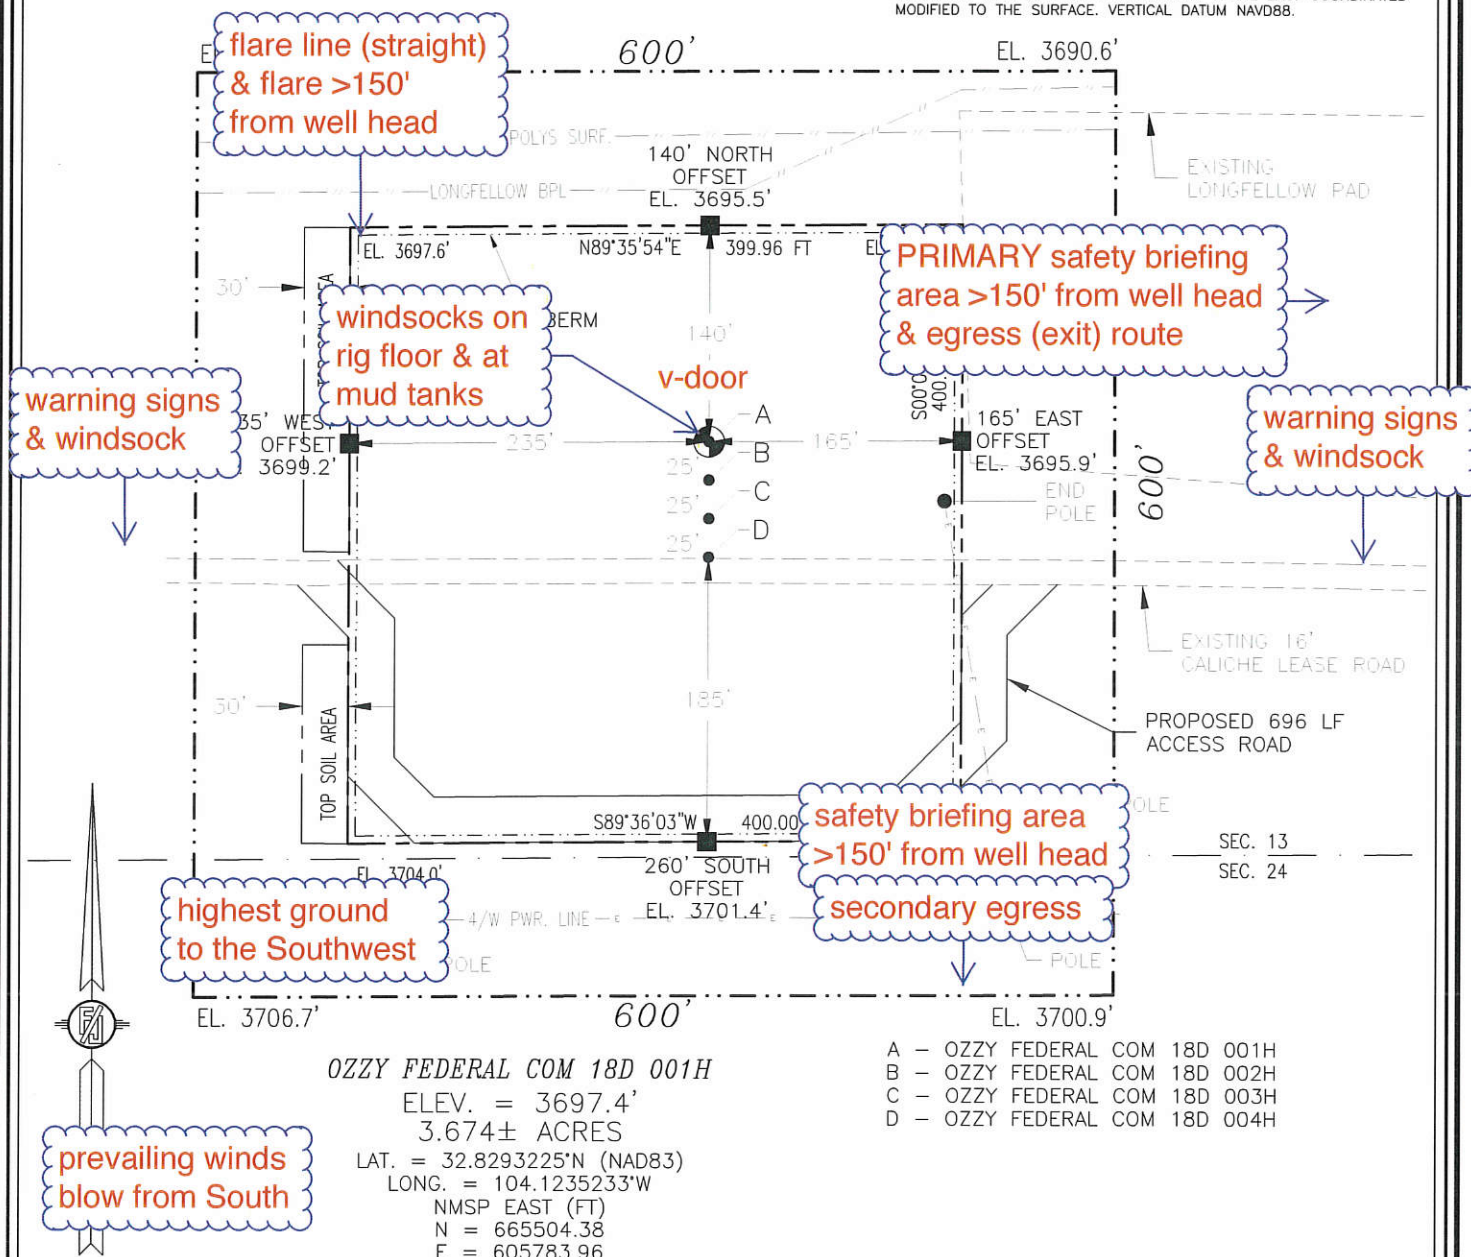 MODIFIED TO THE SURFACE. VERTICAL DATUM NAVD88.
flare line (straight)
& flare >150'
from well head
600'
EL. 3690.6'
POLYS SURF.
140' NORTH
OFFSET
EL. 3695.5'
EXISTING
LONGFELLOW PAD
LONGFELLOW BPL
EL. 3697.6'
N89°35'54"E
399.96 FT
PRIMARY safety briefing
area >150' from well head
& egress (exit) route
30'
windsocks on
rig floor & at
mud tanks
BERM
140'
v-door
warning signs
& windsock
35' WEST
OFFSET
3699.2'
235'
165'
A
B
C
D
25'
25'
25'
S00°0
400.
165' EAST
OFFSET
EL. 3695.9'
END
POLE
600'
warning signs
& windsock
EXISTING 16'
CALICHE LEASE ROAD
30'
TOP SOIL AREA
185'
PROPOSED 696 LF
ACCESS ROAD
S89°36'03"W
400.00
safety briefing area
>150' from well head
POLE
SEC. 13
SEC. 24
EL. 3704.0'
260' SOUTH
OFFSET
EL. 3701.4'
highest ground
to the Southwest
4/W PWR. LINE
secondary egress
POLE
POLE
EL. 3706.7'
600'
EL. 3700.9'
OZZY FEDERAL COM 18D 001H
ELEV. = 3697.4'
3.674± ACRES
LAT. = 32.8293225°N (NAD83)
LONG. = 104.1235233°W
NMSP EAST (FT)
N = 665504.38
E = 605783.96
A – OZZY FEDERAL COM 18D 001H
B – OZZY FEDERAL COM 18D 002H
C – OZZY FEDERAL COM 18D 003H
D – OZZY FEDERAL COM 18D 004H
prevailing winds
blow from South